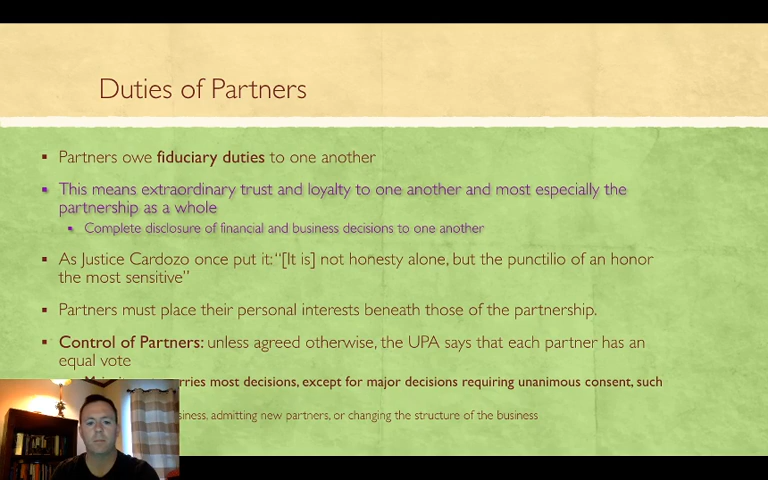 Duties of Partners
▪ Partners owe fiduciary duties to one another
▪ This means extraordinary trust and loyalty to one another and most especially the
partnership as a whole
▪ Complete disclosure of financial and business decisions to one another
▪ As Justice Cardozo once put it: “[It is] not honesty alone, but the punctilio of an honor
the most sensitive”
▪ Partners must place their personal interests beneath those of the partnership.
▪ Control of Partners: unless agreed otherwise, the UPA says that each partner has an
equal vote
most decisions, except for major decisions requiring unanimous consent, such
admitting new partners, or changing the structure of the business